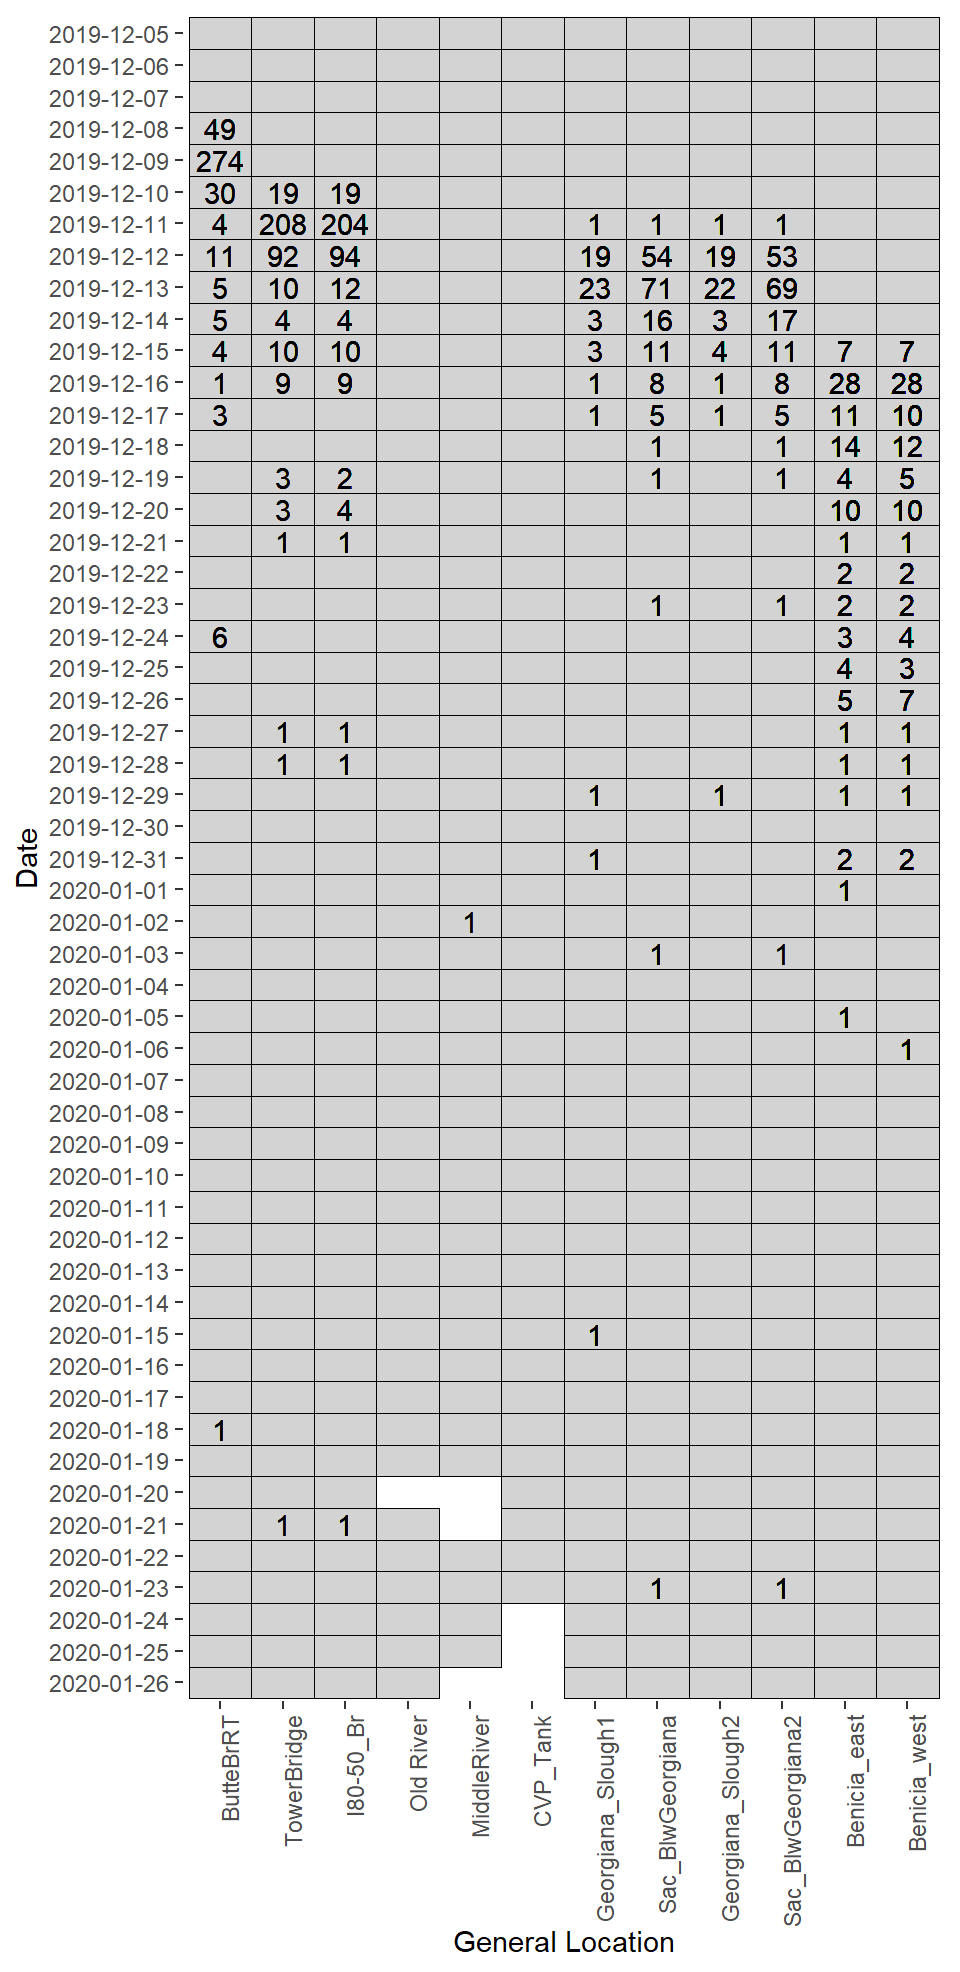 2019-12-05
2019-12-06
2019-12-07
2019-12-08 49
2019-12-09 274
2019-12-10 30 19 19
2019-12-11 4 208 204 1 1 1 1
2019-12-12 11 92 94 19 54 19 53
2019-12-13 5 10 12 23 71 22 69
2019-12-14 5 4 4 3 16 3 17
2019-12-15 4 10 10 3 11 4 11 7 7
2019-12-16 1 9 9 1 8 1 8 28 28
2019-12-17 3 1 5 1 5 11 10
2019-12-18 1 1 14 12
2019-12-19 3 2 1 1 4 5
2019-12-20 3 4 10 10
2019-12-21 1 1 1 1
2019-12-22 2 2
2019-12-23 1 1 2 2
2019-12-24 6 3 4
2019-12-25 4 3
2019-12-26 5 7
2019-12-27 1 1 1 1
2019-12-28 1 1 1 1
2019-12-29 1 1 1 1
2019-12-30
2019-12-31 1 2 2
2020-01-01 1
2020-01-02 1
2020-01-03 1 1
2020-01-04
2020-01-05 1
2020-01-06 1
2020-01-07
2020-01-08
2020-01-09
2020-01-10
2020-01-11
2020-01-12
2020-01-13
2020-01-14
2020-01-15 1
2020-01-16
2020-01-17
2020-01-18 1
2020-01-19
2020-01-20
2020-01-21 1 1
2020-01-22
2020-01-23 1 1
2020-01-24
2020-01-25
2020-01-26
Date
ButteBrRT
TowerBridge
I80-50_Br
Old River
MiddleRiver
CVP_Tank
Georgiana_Slough1
Sac_BlwGeorgiana
Georgiana_Slough2
Sac_BlwGeorgiana2
Benicia_east
Benicia_west
General Location